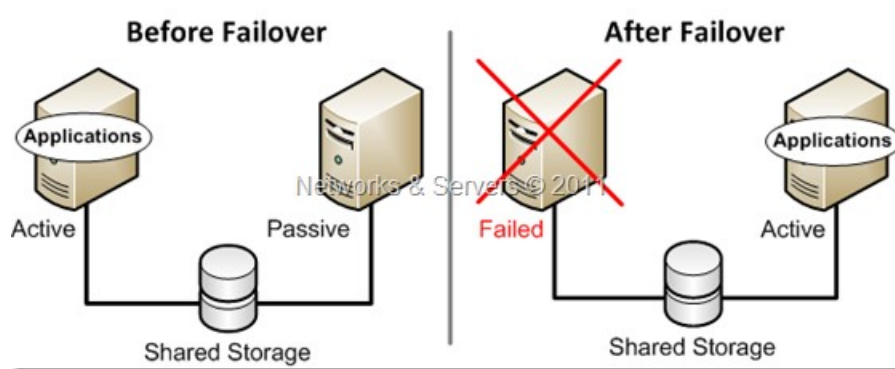 Before Failover
After Failover
Applications
Applications
Networks & Servers © 2011
Active
Passive
Failed
Active
Shared Storage
Shared Storage